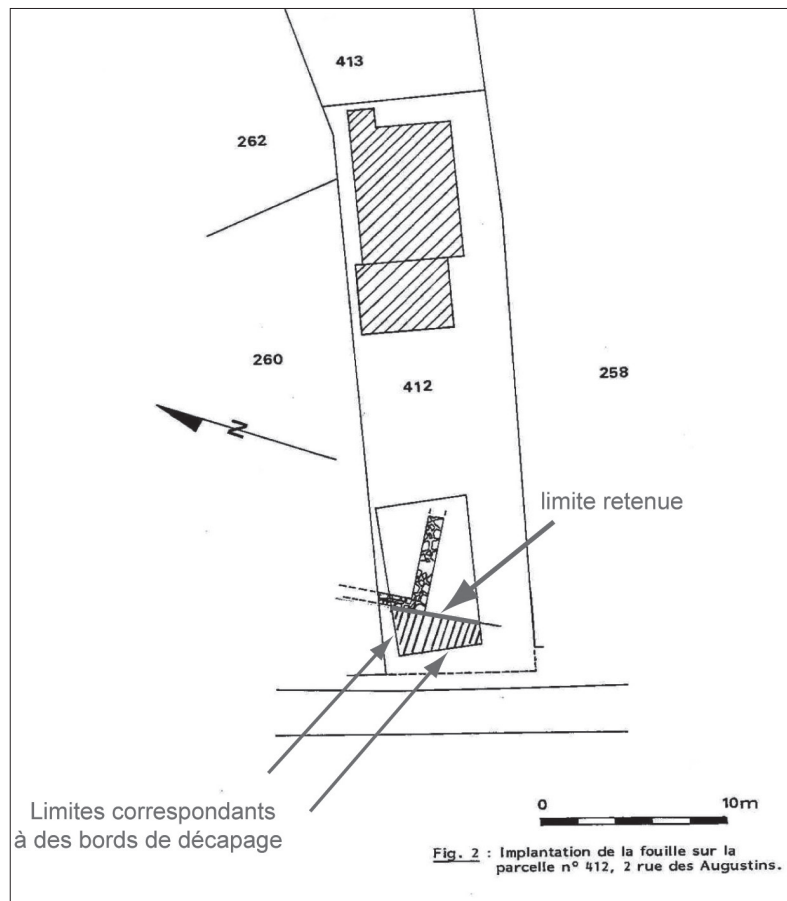 413
262
260
412
258
N
limite retenue
Limites correspondants
à des bords de décapage
0 10m
Fig. 2 : Implantation de la fouille sur la
parcelle n° 412, 2 rue des Augustins.